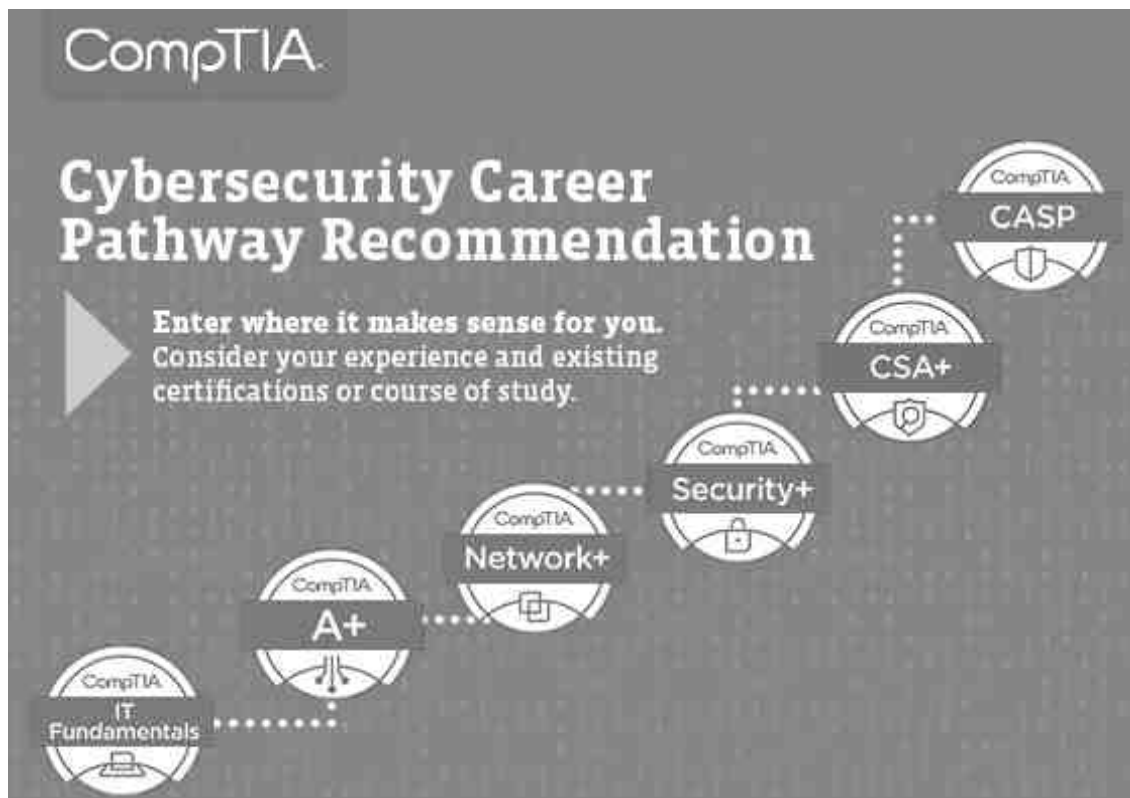 CompTIA.
Cybersecurity Career
Pathway Recommendation
Enter where it makes sense for you.
Consider your experience and existing
certifications or course of study.
CompTIA
CASP
CompTIA
CSA+
CompTIA
Security+
CompTIA
Network+
CompTIA
A+
CompTIA
IT
Fundamentals